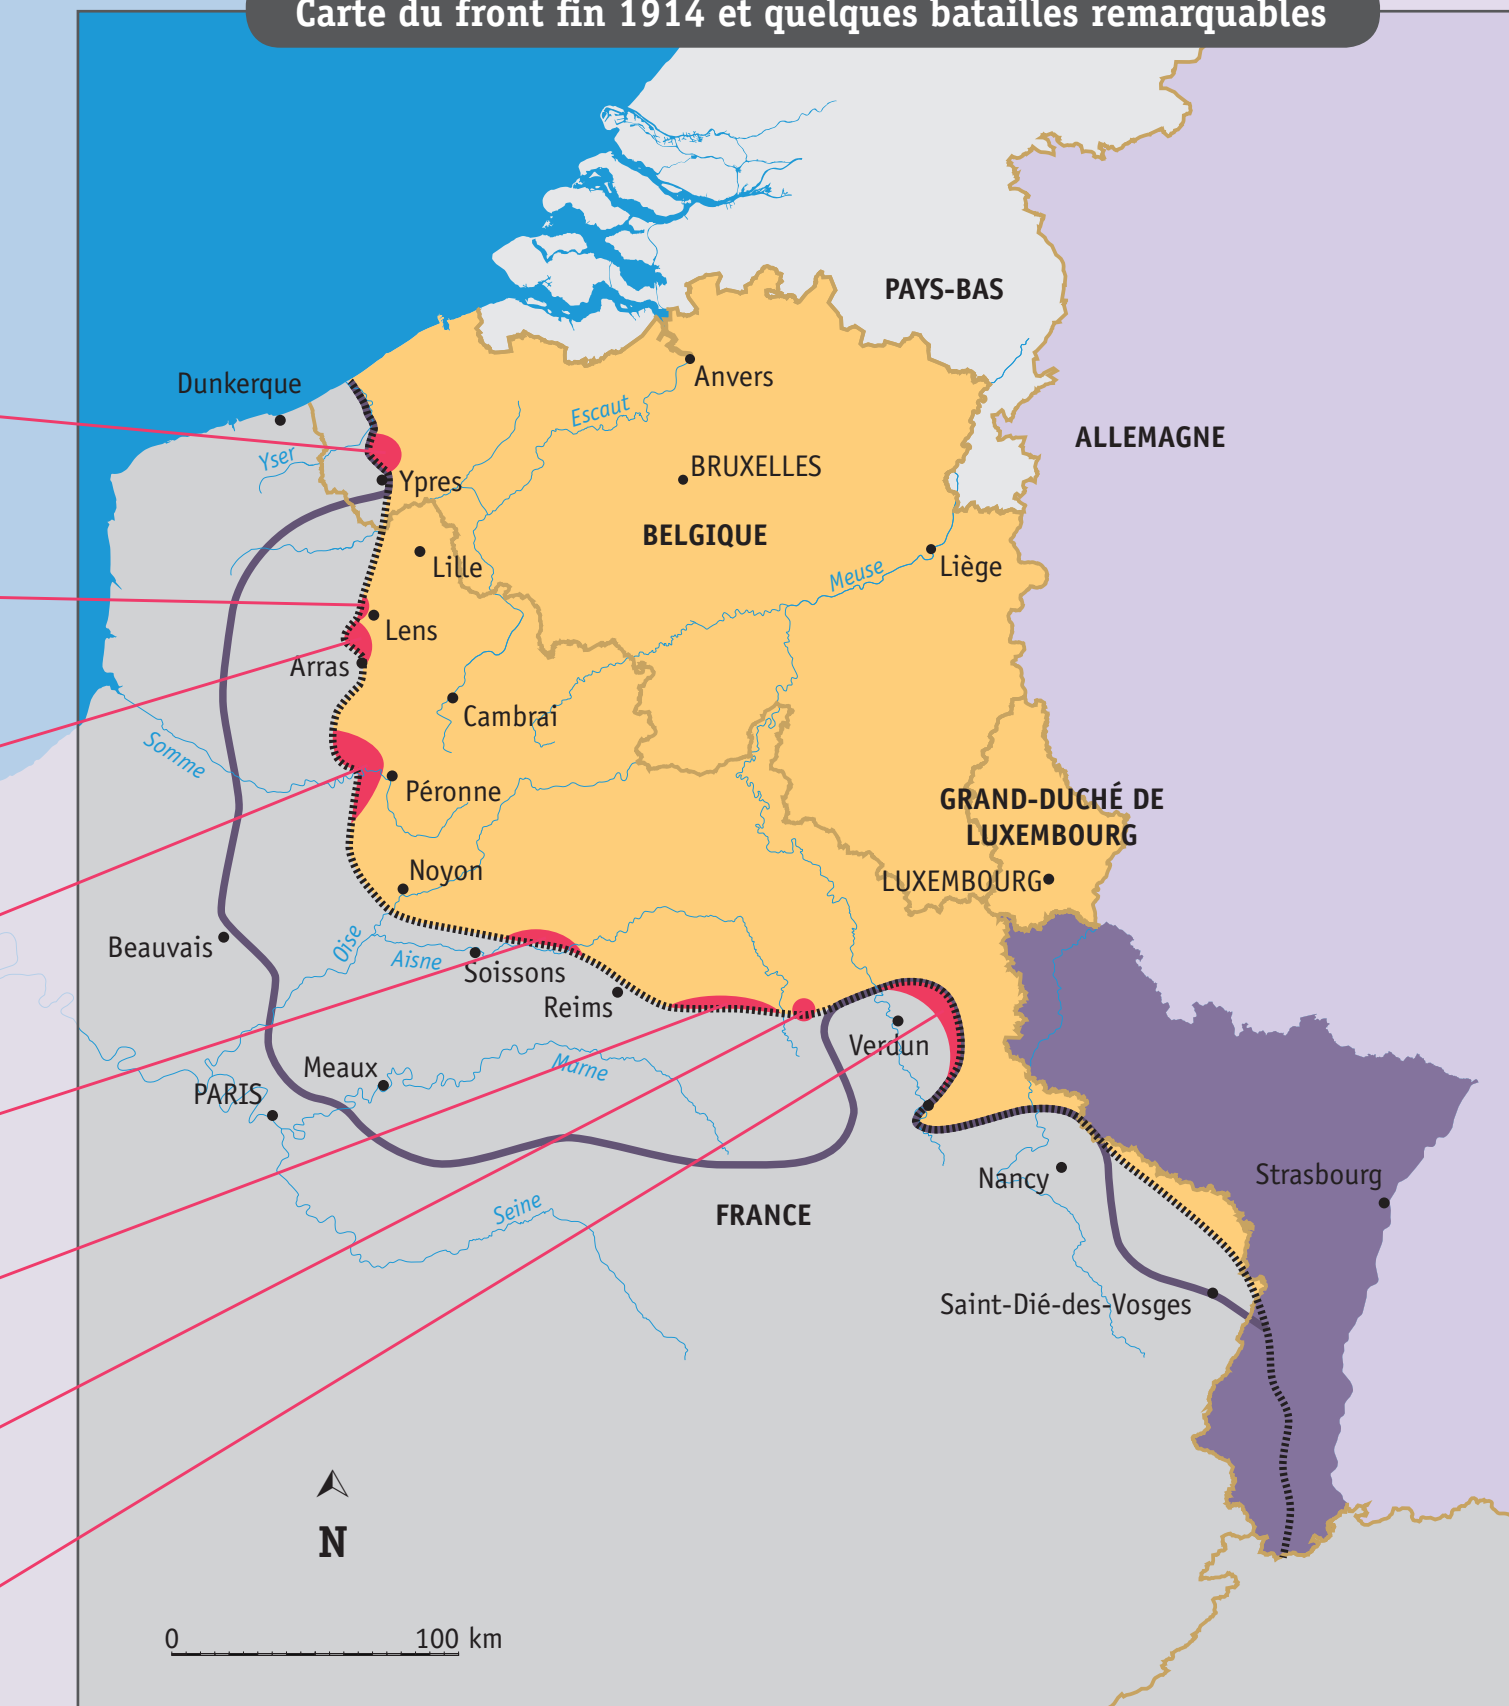 Carte du front fin 1914 et quelques batailles remarquables
PAYS-BAS
Dunkerque
Anvers
Escaut
ALLEMAGNE
Yser
BRUXELLES
Ypres
BELGIQUE
Lille
Liège
Meuse
Lens
Arras
Cambrai
Somme
Péronne
GRAND-DUCHÉ DE
LUXEMBOURG
Noyon
LUXEMBOURG
Beauvais
Oise
Aisne
Soissons
Reims
Verdun
Meaux
Marne
PARIS
Nancy
Strasbourg
Seine
FRANCE
Saint-Dié-des-Vosges
N
0
100 km